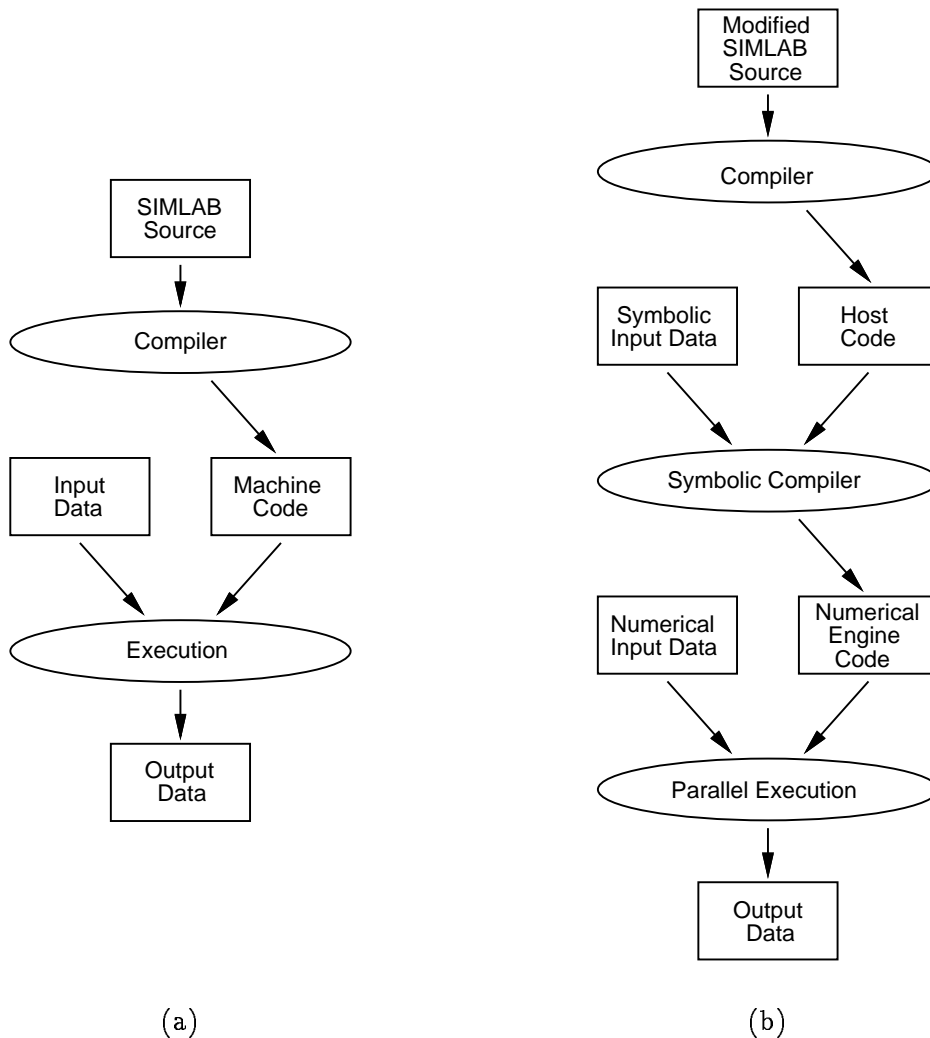 SIMLAB
Source
Compiler
Input
Data
Machine
Code
Execution
Output
Data
(a)
Modified
SIMLAB
Source
Compiler
Symbolic
Input Data
Host
Code
Symbolic Compiler
Numerical
Input Data
Numerical
Engine
Code
Parallel Execution
Output
Data
(b)